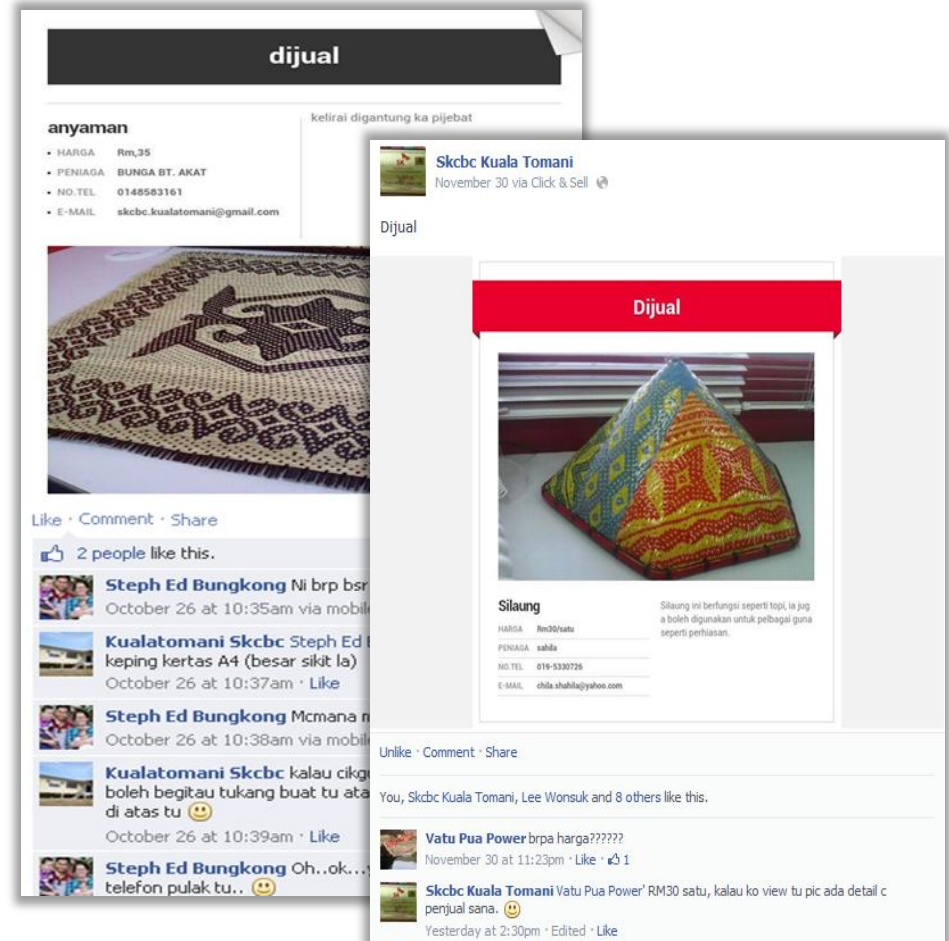 dijual
anyaman
HARGA Rm,35
PENIAGA BUNGA BT. AKAT
NO.TEL 0148583161
E-MAIL skcbc.kualatomani@gmail.com
kelirai digantung ka pijebat
Like · Comment · Share
2 people like this.
Steph Ed Bungkong Ni brp bsr
October 26 at 10:35am via mobile
Kualatomani Skcbc Steph Ed
keping kertas A4 (besar sikit la)
October 26 at 10:37am · Like
Steph Ed Bungkong Mcmana
October 26 at 10:38am via mobile
Kualatomani Skcbc kalau
boleh begitau tukang buat tu
di atas tu
October 26 at 10:39am · Like
Steph Ed Bungkong Oh..ok...
telefon pulak tu..
Skcbc Kuala Tomani
November 30 via Click & Sell
Dijual
Dijual
Silaung
HARGA Rm30/satu
PENIAGA sahila
NO.TEL 019-5330726
E-MAIL chila.shahila@yahoo.com
Silaung ini berfungsi seperti topi, ia jug
a boleh digunakan untuk pelbagai guna
seperti perhiasan.
Unlike · Comment · Share
You, Skcbc Kuala Tomani, Lee Wonsuk and 8 others like this.
Vatu Pua Power brpa harga??????
November 30 at 11:23pm · Like · 1
Skcbc Kuala Tomani Vatu Pua Power' RM30 satu, kalau ko view tu pic ada detail c
penjual sana.
Yesterday at 2:30pm · Edited · Like